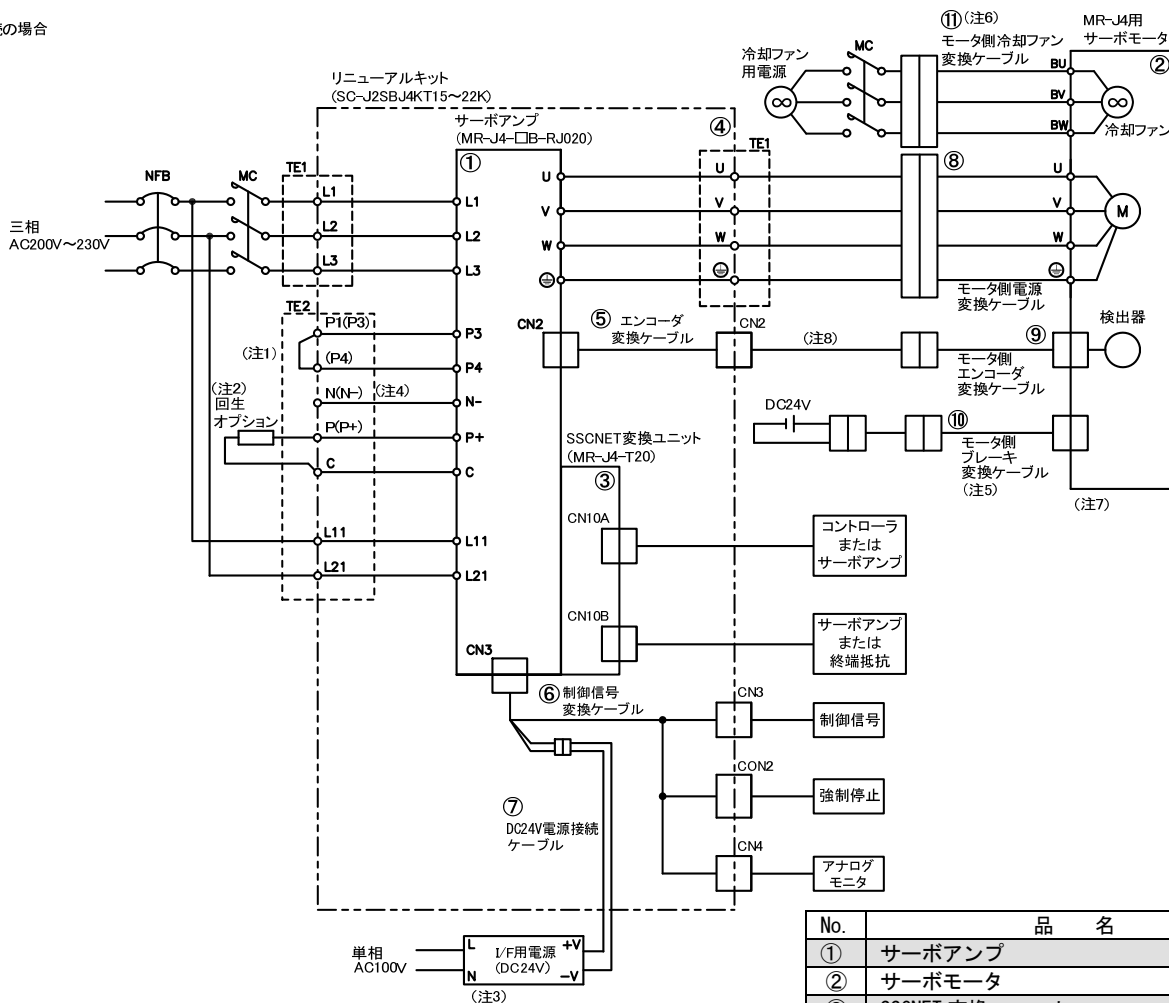 続の場合
リニューアルキット
(SC-J2SBJ4KT15～22K)
サーボアンプ
(MR-J4-□B-RJ020)
①
④
冷却ファン
用電源
MC
⑪(注6)
モータ側冷却ファン
変換ケーブル
MR-J4用
サーボモータ
②
BU
BV
BW
冷却ファン
NFB
MC
TE1
L1
L2
L3
L1
L2
L3
三相
AC200V～230V
U
V
W
TE1
U
V
W
⑧
U
V
W
M
モータ側電源
変換ケーブル
TE2
P1(P3)
(P4)
N(N-)
(注4)
P(P+)
C
L11
L21
(注1)
(注2)
回生
オプション
P3
P4
N-
P+
C
L11
L21
CN2
⑤
エンコーダ
変換ケーブル
CN2
(注8)
⑨
モータ側
エンコーダ
変換ケーブル
検出器
DC24V
⑩
モータ側
ブレーキ
変換ケーブル
(注5)
(注7)
SSCNET変換ユニット
(MR-J4-T20)
③
CN10A
コントローラ
または
サーボアンプ
CN10B
サーボアンプ
または
終端抵抗
CN3
⑥
制御信号
変換ケーブル
CN3
制御信号
CON2
強制停止
CN4
アナログ
モニタ
⑦
DC24V電源接続
ケーブル
単相
AC100V
L
N
I/F用電源
(DC24V)
+V
-V
(注3)
No.　品　名
① サーボアンプ
② サーボモータ